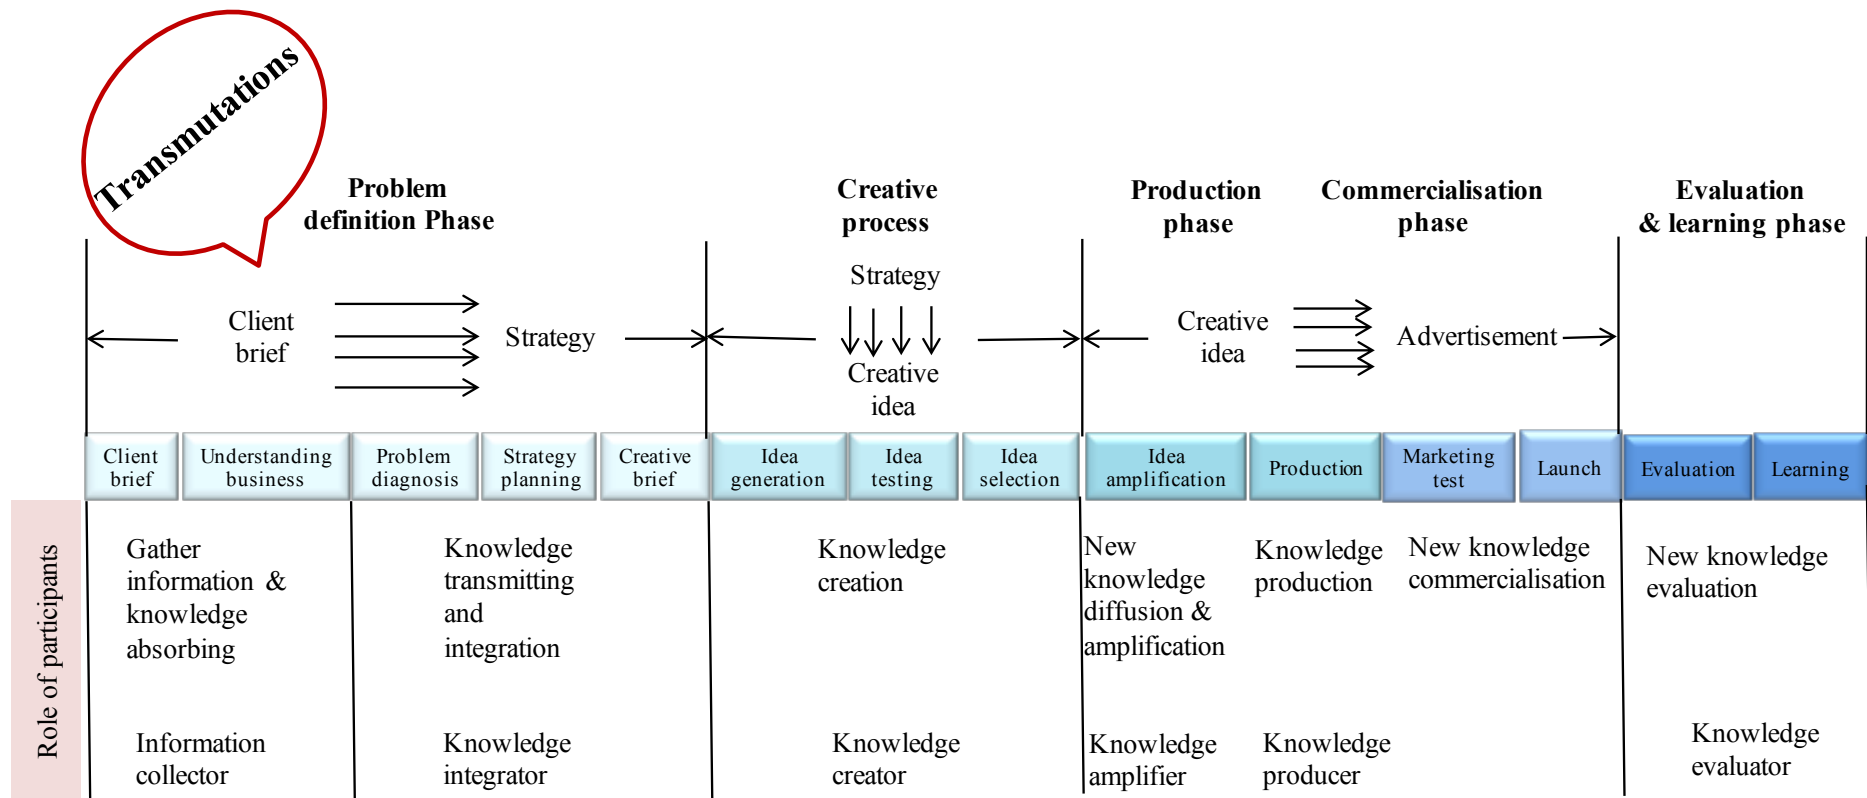 Transmutations
Problem
definition Phase
Creative
process
Production
phase
Commercialisation
phase
Evaluation
& learning phase
Client
brief
Strategy
Strategy
Creative
idea
Creative
idea
Advertisement
Client
brief
Understanding
business
Problem
diagnosis
Strategy
planning
Creative
brief
Idea
generation
Idea
testing
Idea
selection
Idea
amplification
Production
Marketing
test
Launch
Evaluation
Learning
Role of participants
Gather
information &
knowledge
absorbing
Knowledge
transmitting
and
integration
Knowledge
creation
New
knowledge
diffusion &
amplification
Knowledge
production
New knowledge
commercialisation
New knowledge
evaluation
Information
collector
Knowledge
integrator
Knowledge
creator
Knowledge
amplifier
Knowledge
producer
Knowledge
evaluator